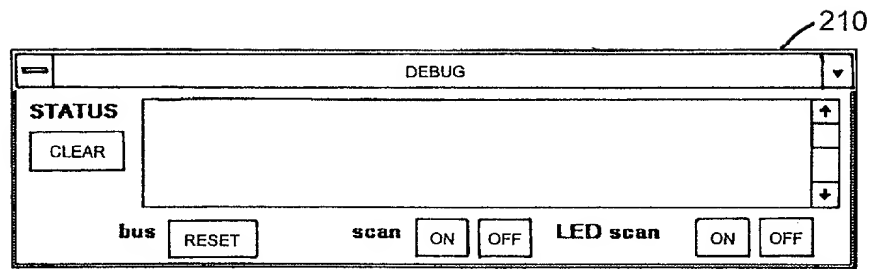 210
DEBUG
STATUS
CLEAR
bus RESET scan ON OFF LED scan ON OFF